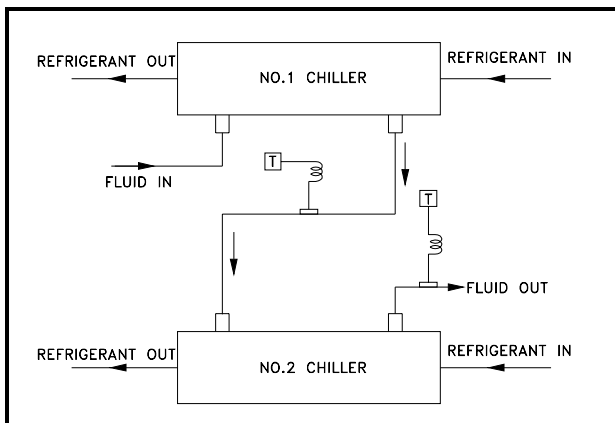 REFRIGERANT OUT
NO.1 CHILLER
REFRIGERANT IN
FLUID IN
T
T
FLUID OUT
REFRIGERANT OUT
NO.2 CHILLER
REFRIGERANT IN